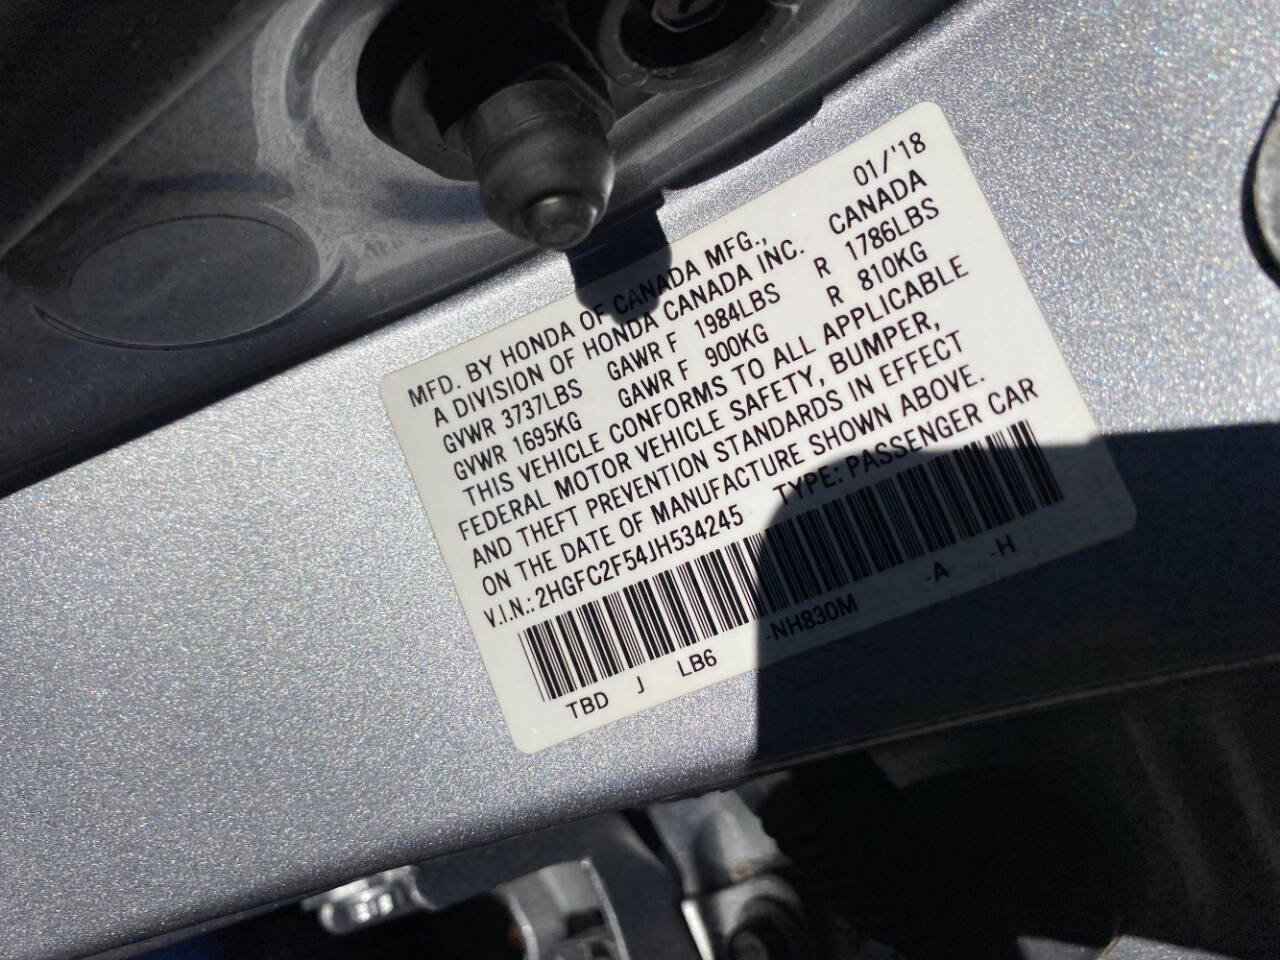 01/'18
MFD. BY HONDA OF CANADA MFG.,
A DIVISION OF HONDA CANADA INC. CANADA
GVWR 3737LBS GAWR F 1984LBS R 1786LBS
GVWR 1695KG GAWR F 900KG R 810KG
THIS VEHICLE CONFORMS TO ALL APPLICABLE
FEDERAL MOTOR VEHICLE SAFETY, BUMPER,
AND THEFT PREVENTION STANDARDS IN EFFECT
ON THE DATE OF MANUFACTURE SHOWN ABOVE.
V.I.N.: 2HGFC2F54JH534245 TYPE: PASSENGER CAR
TBD J LB6 -NH830M -A -H